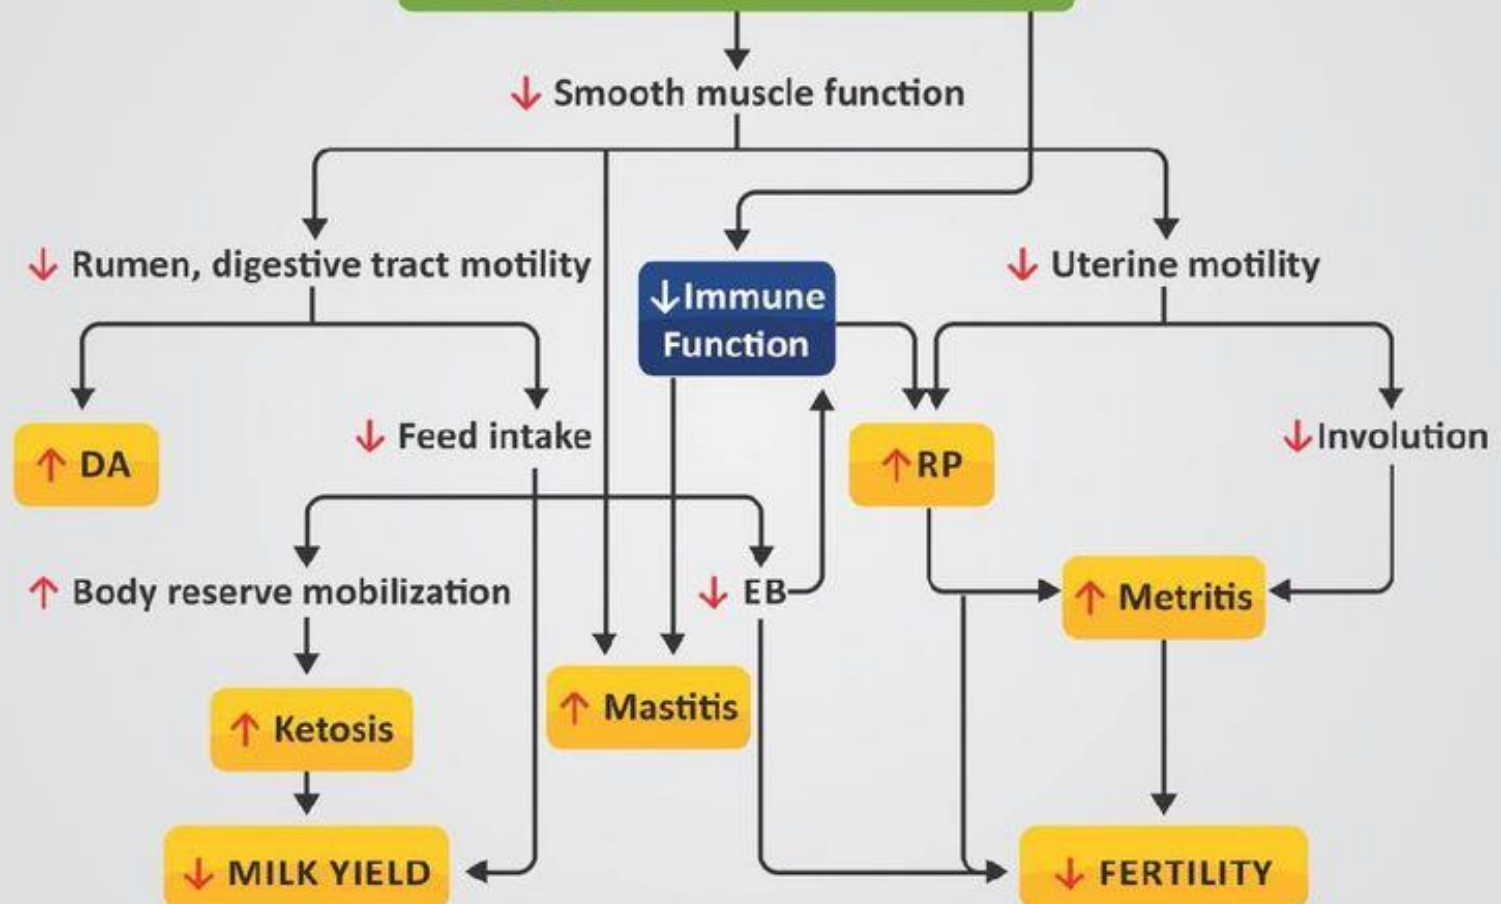 ↓ Smooth muscle function
↓ Rumen, digestive tract motility
↓ Immune
Function
↓ Uterine motility
↑ DA
↓ Feed intake
↑ RP
↓ Involution
↑ Body reserve mobilization
↓ EB
↑ Metritis
↑ Ketosis
↑ Mastitis
↓ MILK YIELD
↓ FERTILITY